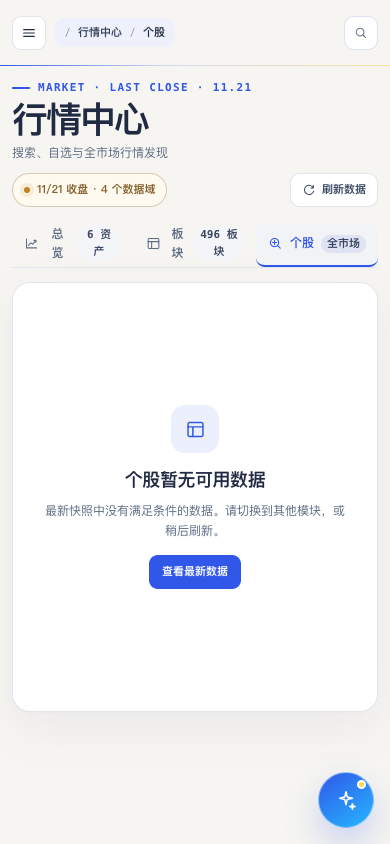 / 行情中心 / 个股
MARKET · LAST CLOSE · 11.21
行情中心
搜索、自选与全市场行情发现
11/21 收盘 · 4 个数据域
刷新数据
总览 6 资产
板块 496 板块
个股 全市场
个股暂无可用数据
最新快照中没有满足条件的数据。请切换到其他模块，或
稍后刷新。
查看最新数据